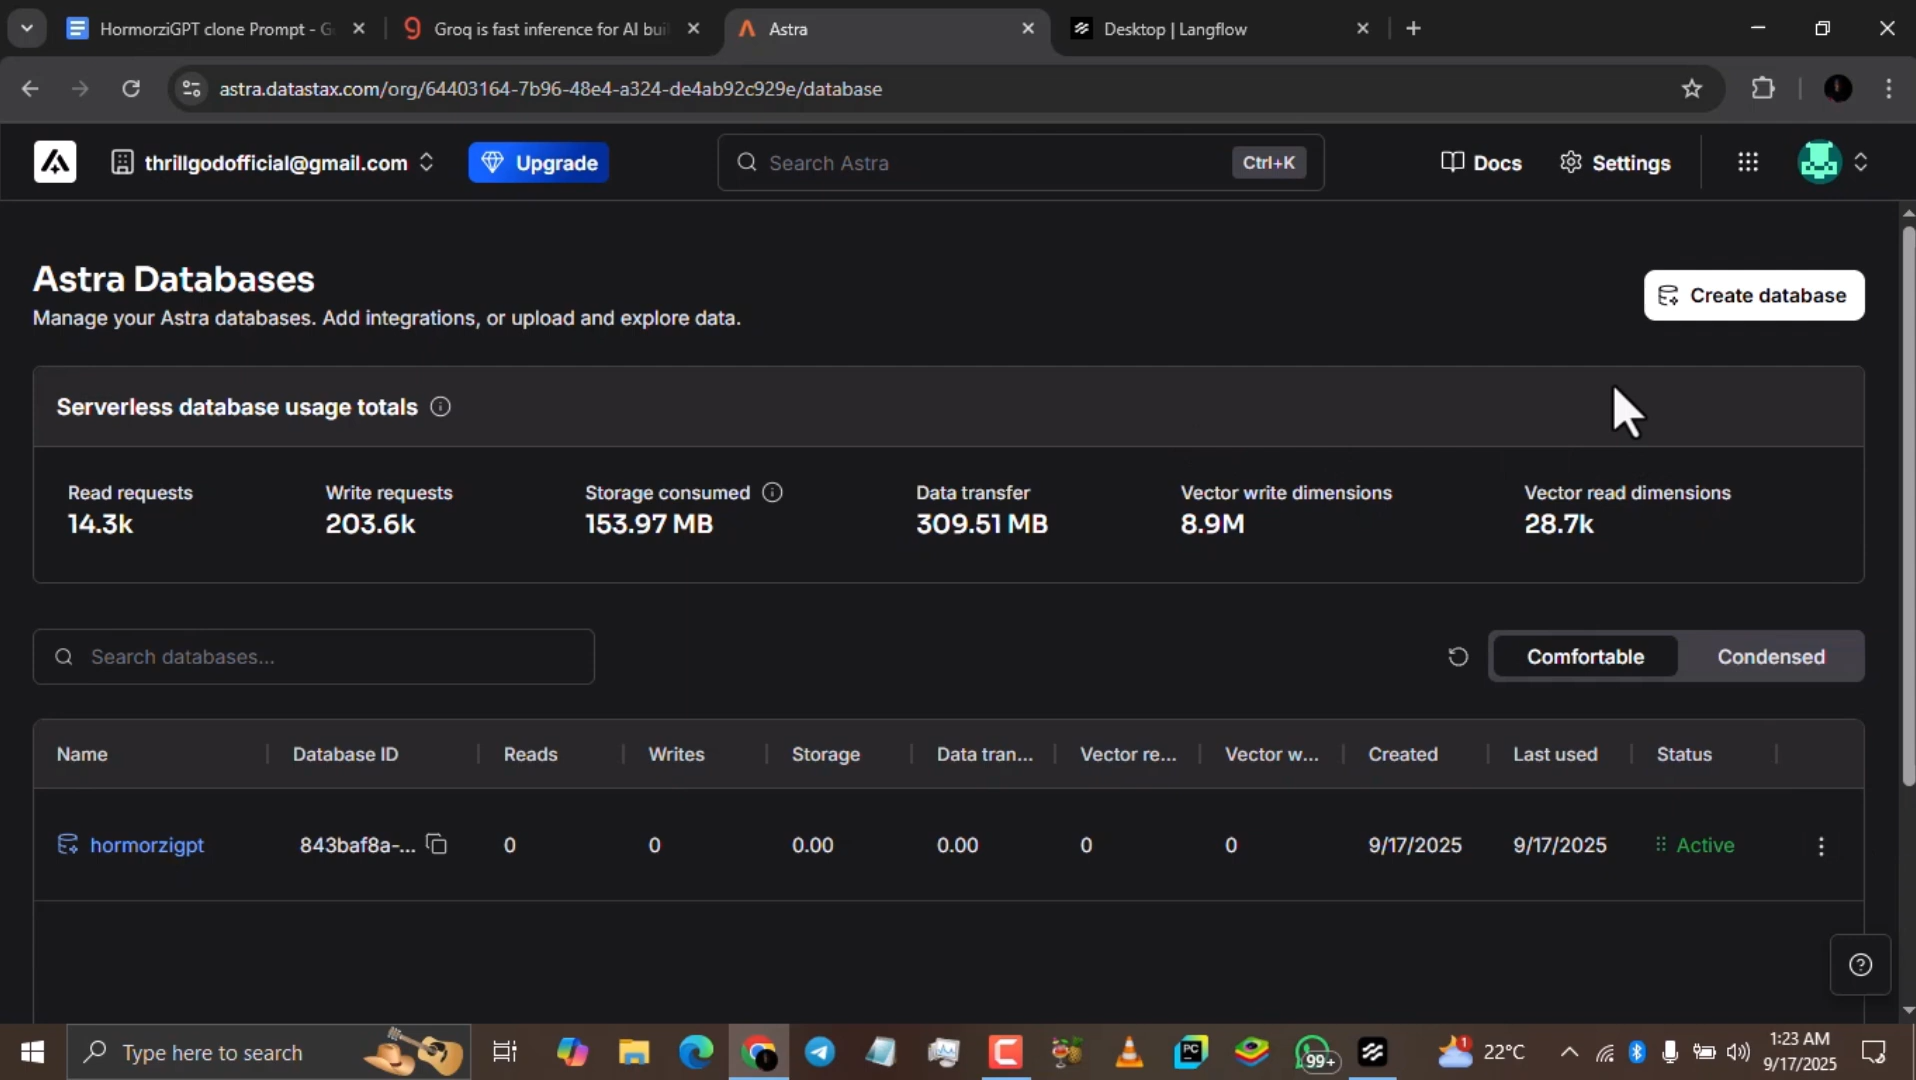 HormorziGPT clone Prompt - G
Groq is fast inference for AI bui
Astra
Desktop | Langflow
astra.datastax.com/org/64403164-7b96-48e4-a324-de4ab92c929e/database
thrillgodofficial@gmail.com
Upgrade
Search Astra
Ctrl+K
Docs
Settings
Astra Databases
Manage your Astra databases. Add integrations, or upload and explore data.
Create database
Serverless database usage totals
Read requests
Write requests
Storage consumed
Data transfer
Vector write dimensions
Vector read dimensions
14.3k
203.6k
153.97 MB
309.51 MB
8.9M
28.7k
Search databases...
Comfortable
Condensed
Name
Database ID
Reads
Writes
Storage
Data tran...
Vector re...
Vector w...
Created
Last used
Status
hormorzigpt
843baf8a-...
0
0
0.00
0.00
0
0
9/17/2025
9/17/2025
Active
Type here to search
PC
99+
1
22°C
1:23 AM
9/17/2025